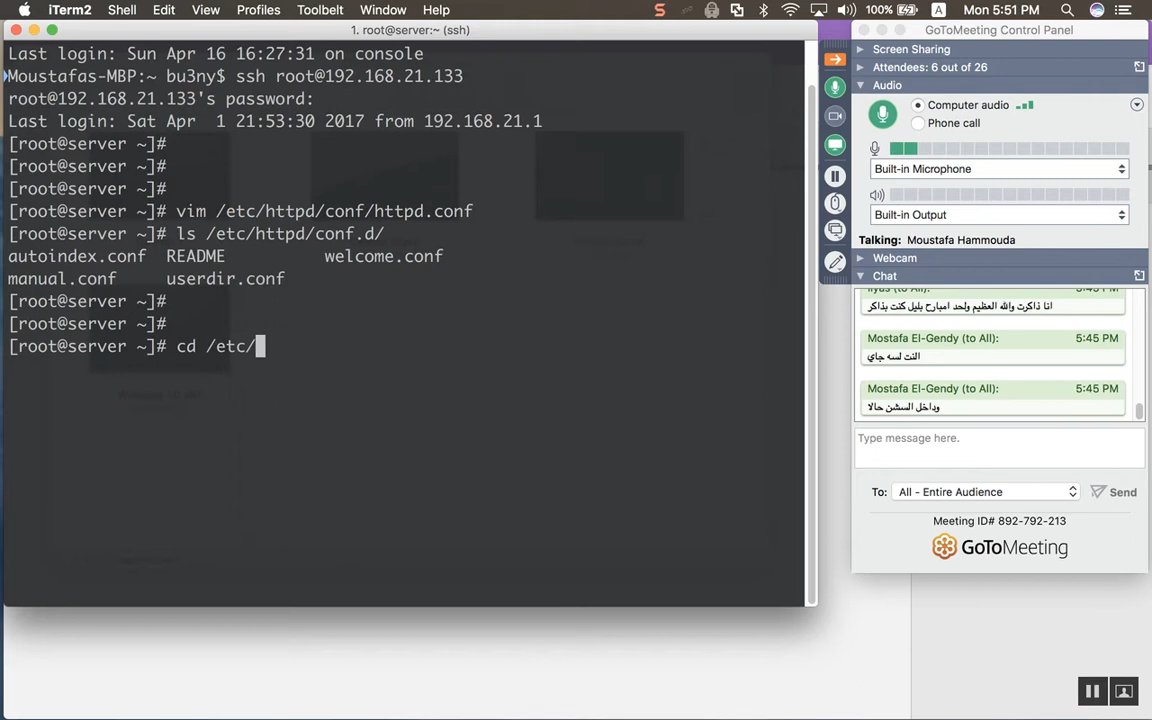 iTerm2 Shell Edit View Profiles Toolbelt Window Help 100% A Mon 5:51 PM
1. root@server:~ (ssh)
Last login: Sun Apr 16 16:27:31 on console
Moustafas-MBP:~ bu3ny$ ssh root@192.168.21.133
root@192.168.21.133's password:
Last login: Sat Apr  1 21:53:30 2017 from 192.168.21.1
[root@server ~]#
[root@server ~]#
[root@server ~]#
[root@server ~]# vim /etc/httpd/conf/httpd.conf
[root@server ~]# ls /etc/httpd/conf.d/
autoindex.conf  README          welcome.conf
manual.conf     userdir.conf
[root@server ~]#
[root@server ~]#
[root@server ~]# cd /etc/
GoToMeeting Control Panel
Screen Sharing
Attendees: 6 out of 26
Audio
Computer audio
Phone call
Built-in Microphone
Built-in Output
Talking: Moustafa Hammouda
Webcam
Chat
Ilyas (to All): 5:45 PM
انا ذاكرت والله العظيم ولحد امبارح بليل كنت بذاكر
Mostafa El-Gendy (to All): 5:45 PM
النت لسه جاي
Mostafa El-Gendy (to All): 5:45 PM
وداخل السشن حالا
Type message here.
To: All - Entire Audience Send
Meeting ID# 892-792-213
GoToMeeting